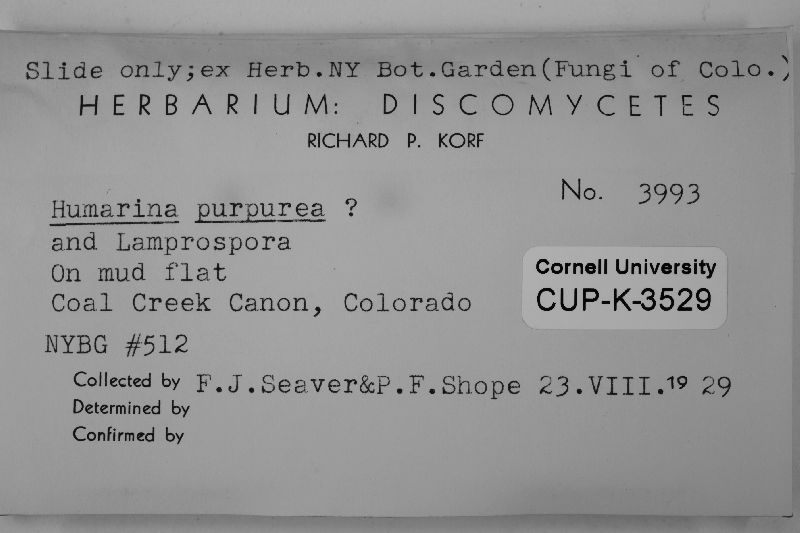 Slide only;ex Herb.NY Bot.Garden(Fungi of Colo.)
HERBARIUM: DISCOMYCETES
RICHARD P. KORF
No. 3993
Humarina purpurea ?
and Lamprospora
On mud flat
Coal Creek Canon, Colorado
Cornell University
CUP-K-3529
NYBG #512
Collected by F.J.Seaver&P.F.Shope 23.VIII.19 29
Determined by
Confirmed by